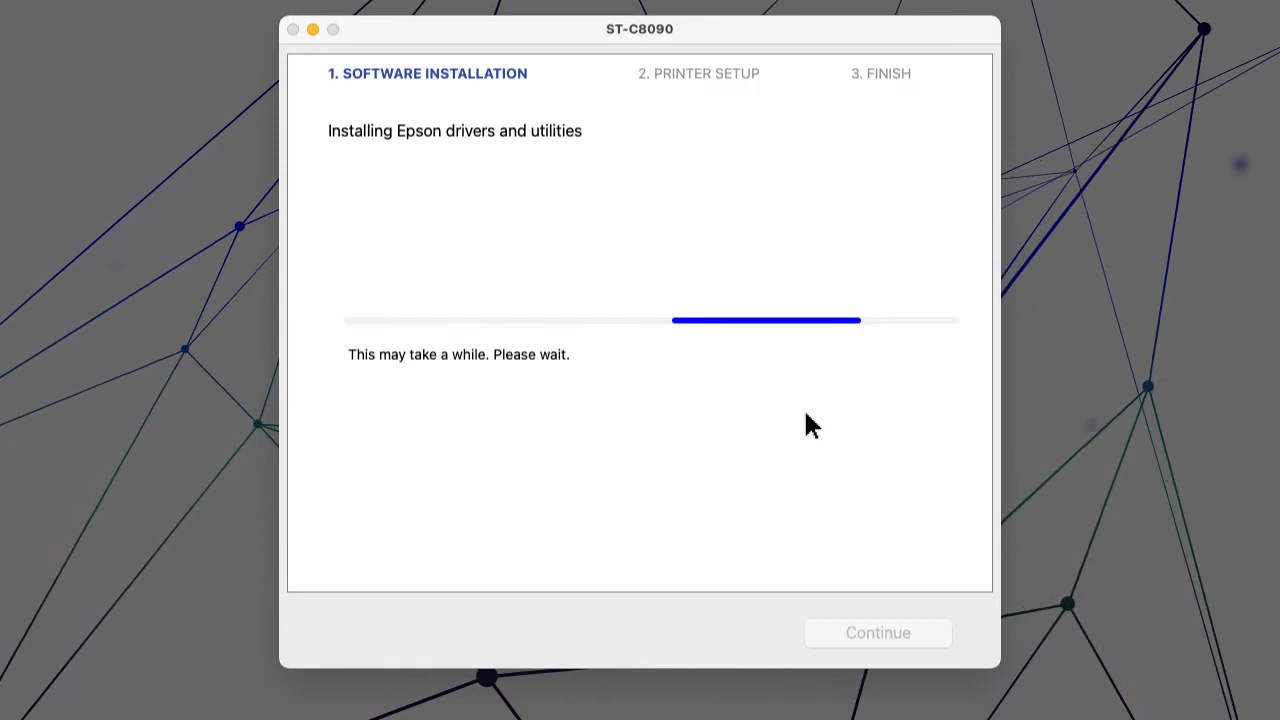 ST-C8090
1. SOFTWARE INSTALLATION
2. PRINTER SETUP
3. FINISH
Installing Epson drivers and utilities
This may take a while. Please wait.
Continue